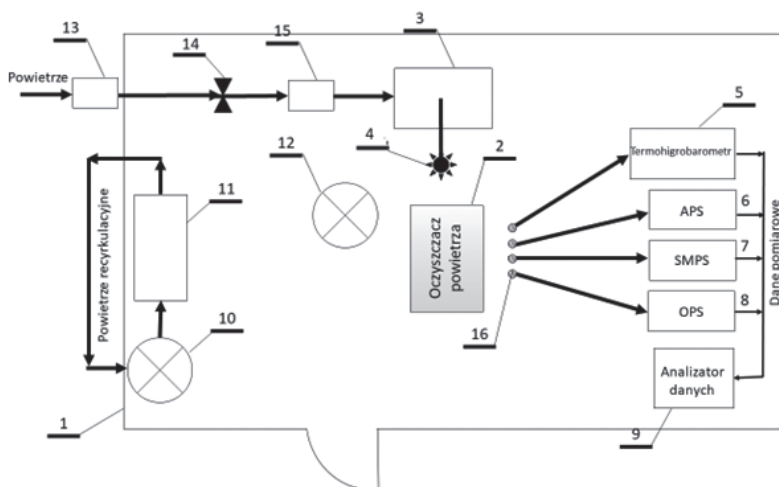 13
14
15
3
Powietrze
5
4
2
Termohigrobarometr
12
11
Powietrze recyrkulacyjne
Oczyszczacz
powietrza
6
APS
7
SMPS
8
OPS
Dane pomiarowe
10
16
Analizator
danych
1
9